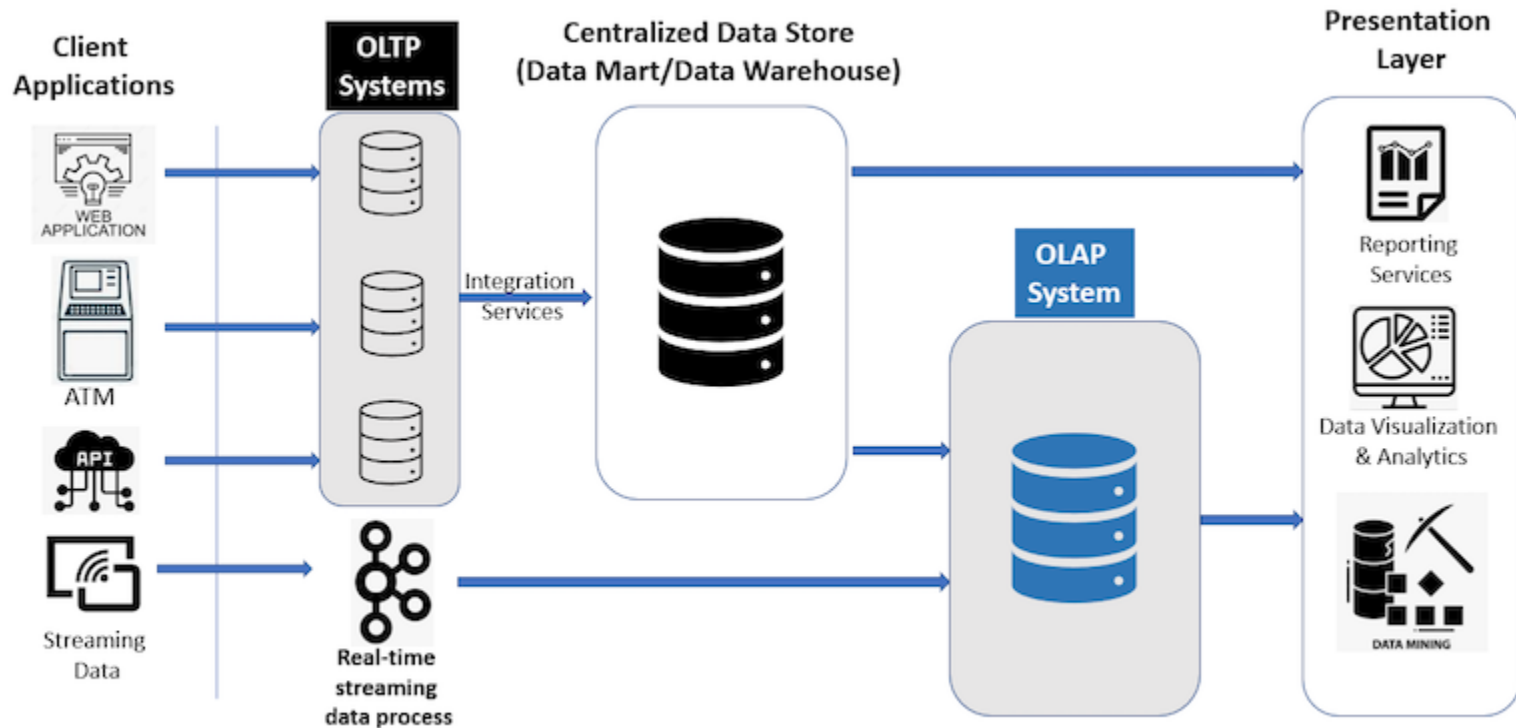 Client
Applications
WEB
APPLICATION
ATM
API
Streaming
Data
OLTP
Systems
Real-time
streaming
data process
Integration
Services
Centralized Data Store
(Data Mart/Data Warehouse)
OLAP
System
Presentation
Layer
Reporting
Services
Data Visualization
& Analytics
DATA MINING